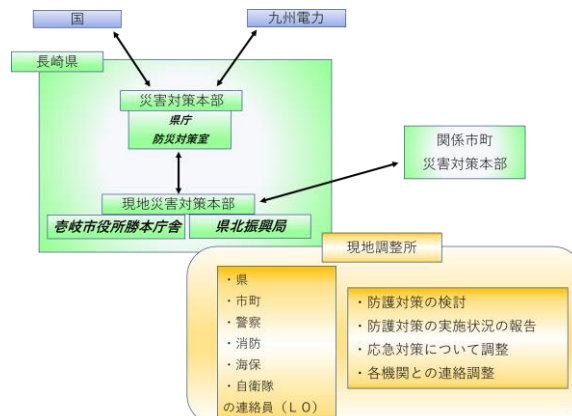 国
九州電力
長崎県
災害対策本部
県庁
防災対策室
関係市町
災害対策本部
現地災害対策本部
壱岐市役所勝本庁舎
県北振興局
現地調整所
・県
・市町
・警察
・消防
・海保
・自衛隊
の連絡員（ＬＯ）
・防護対策の検討
・防護対策の実施状況の報告
・応急対策について調整
・各機関との連絡調整